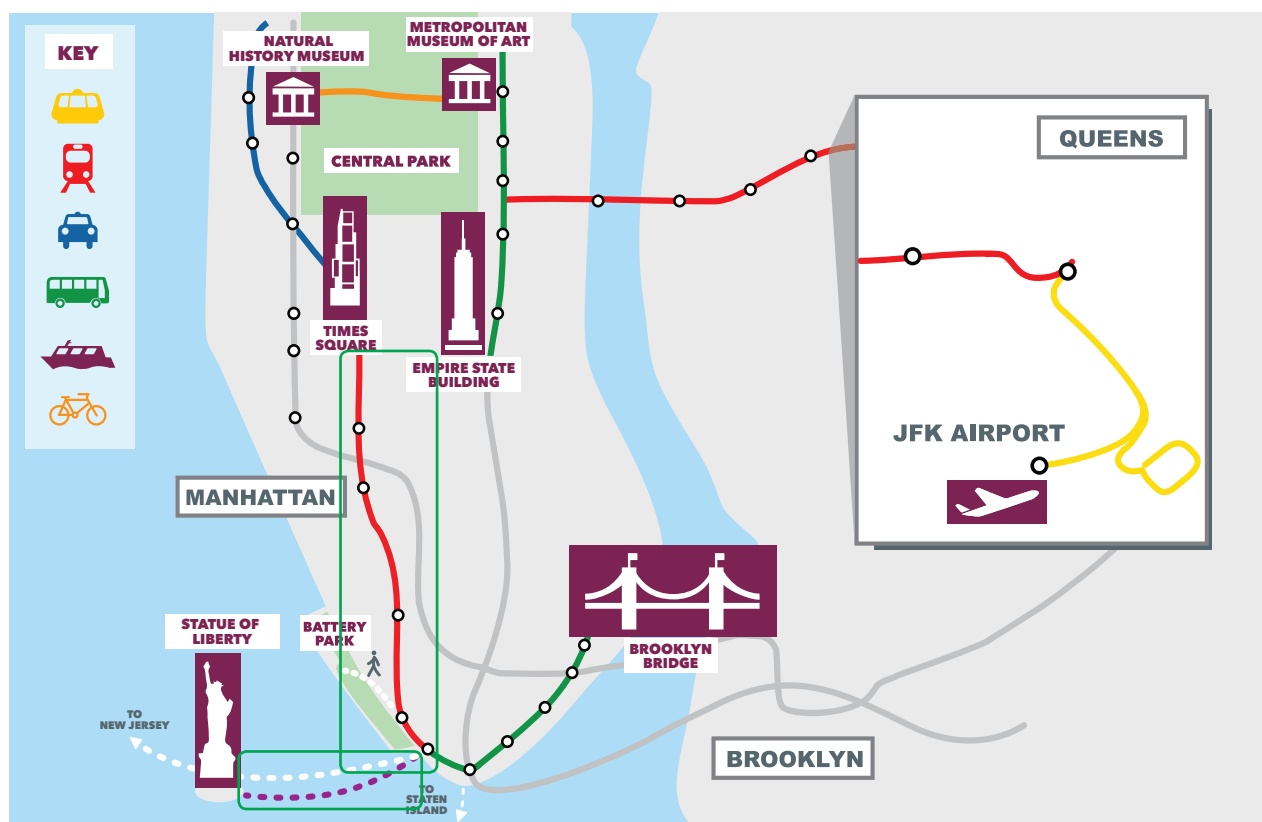 KEY
NATURAL
HISTORY MUSEUM
METROPOLITAN
MUSEUM OF ART
CENTRAL PARK
QUEENS
TIMES
SQUARE
EMPIRE STATE
BUILDING
JFK AIRPORT
MANHATTAN
STATUE OF
LIBERTY
BATTERY
PARK
BROOKLYN
BRIDGE
TO
NEW JERSEY
BROOKLYN
TO
STATEN
ISLAND